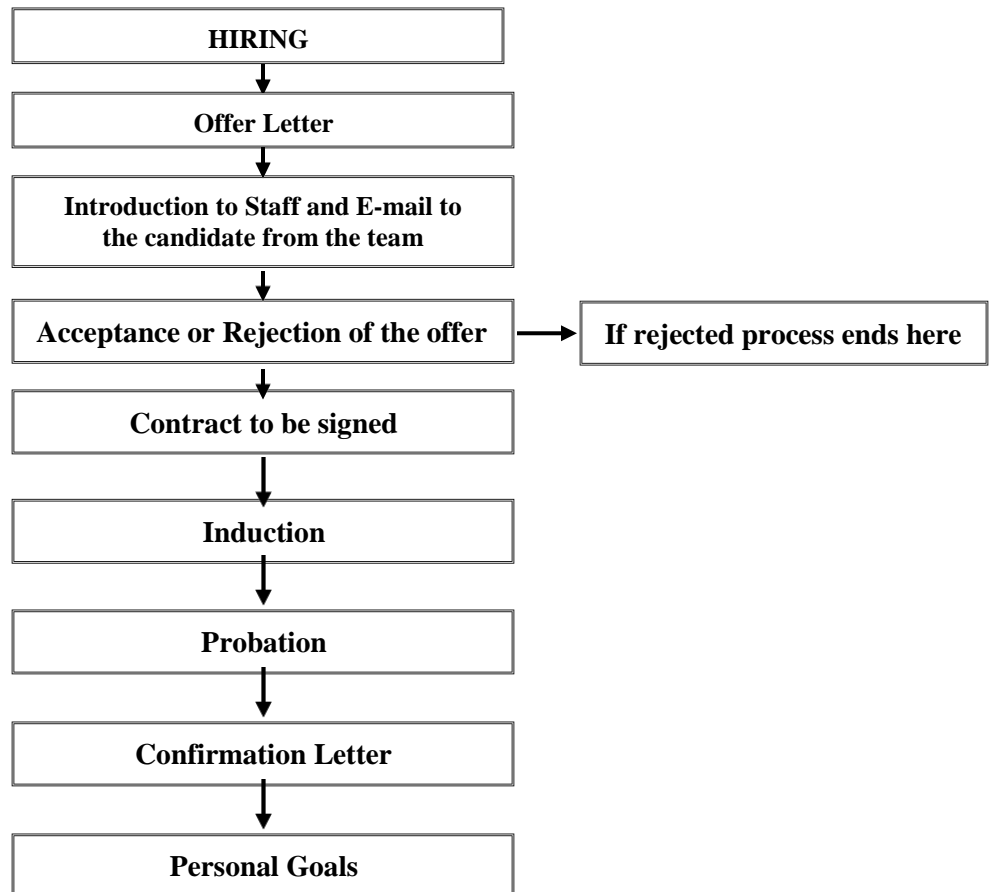 HIRING
Offer Letter
Introduction to Staff and E-mail to
the candidate from the team
Acceptance or Rejection of the offer
If rejected process ends here
Contract to be signed
Induction
Probation
Confirmation Letter
Personal Goals